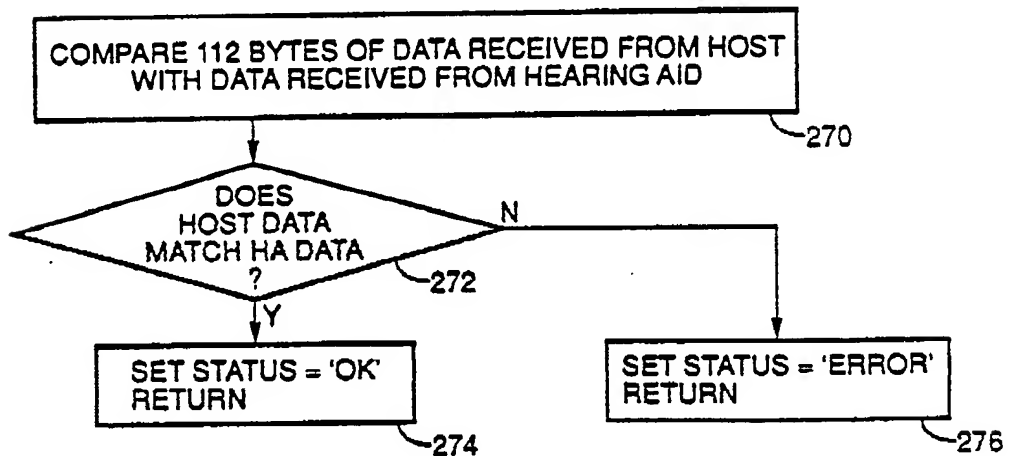 COMPARE 112 BYTES OF DATA RECEIVED FROM HOST
WITH DATA RECEIVED FROM HEARING AID
270
DOES
HOST DATA
MATCH HA DATA
?
272
N
Y
SET STATUS = 'OK'
RETURN
274
SET STATUS = 'ERROR'
RETURN
276